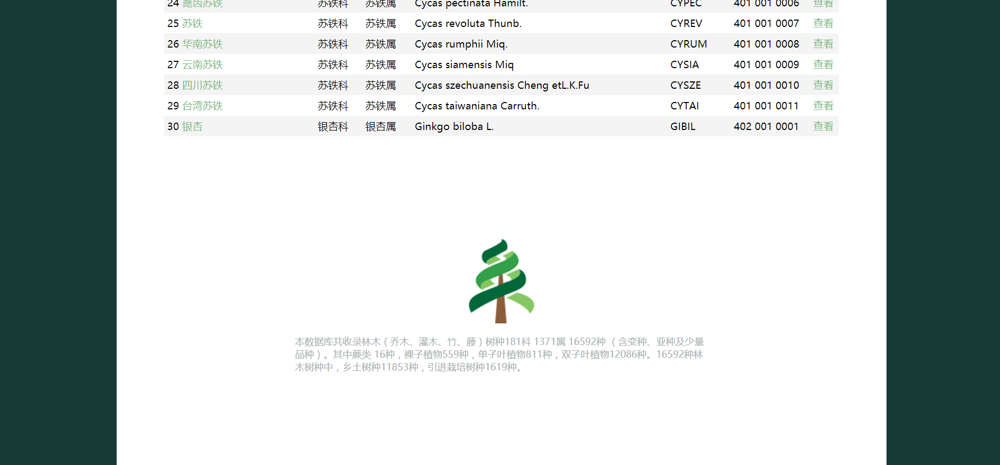 24 篦齿苏铁 苏铁科 苏铁属 Cycas pectinata Hamilt. CYPEC 401 001 0006 查看
25 苏铁 苏铁科 苏铁属 Cycas revoluta Thunb. CYREV 401 001 0007 查看
26 华南苏铁 苏铁科 苏铁属 Cycas rumphii Miq. CYRUM 401 001 0008 查看
27 云南苏铁 苏铁科 苏铁属 Cycas siamensis Miq CYSIA 401 001 0009 查看
28 四川苏铁 苏铁科 苏铁属 Cycas szechuanensis Cheng etL.K.Fu CYSZE 401 001 0010 查看
29 台湾苏铁 苏铁科 苏铁属 Cycas taiwaniana Carruth. CYTAI 401 001 0011 查看
30 银杏 银杏科 银杏属 Ginkgo biloba L. GIBIL 402 001 0001 查看
本数据库共收录林木（乔木、灌木、竹、藤）树种181科 1371属 16592种 （含变种、亚种及少量
品种）。其中蕨类 16种，裸子植物559种，单子叶植物811种，双子叶植物12086种。16592种林
木树种中，乡土树种11853种，引进栽培树种1619种。